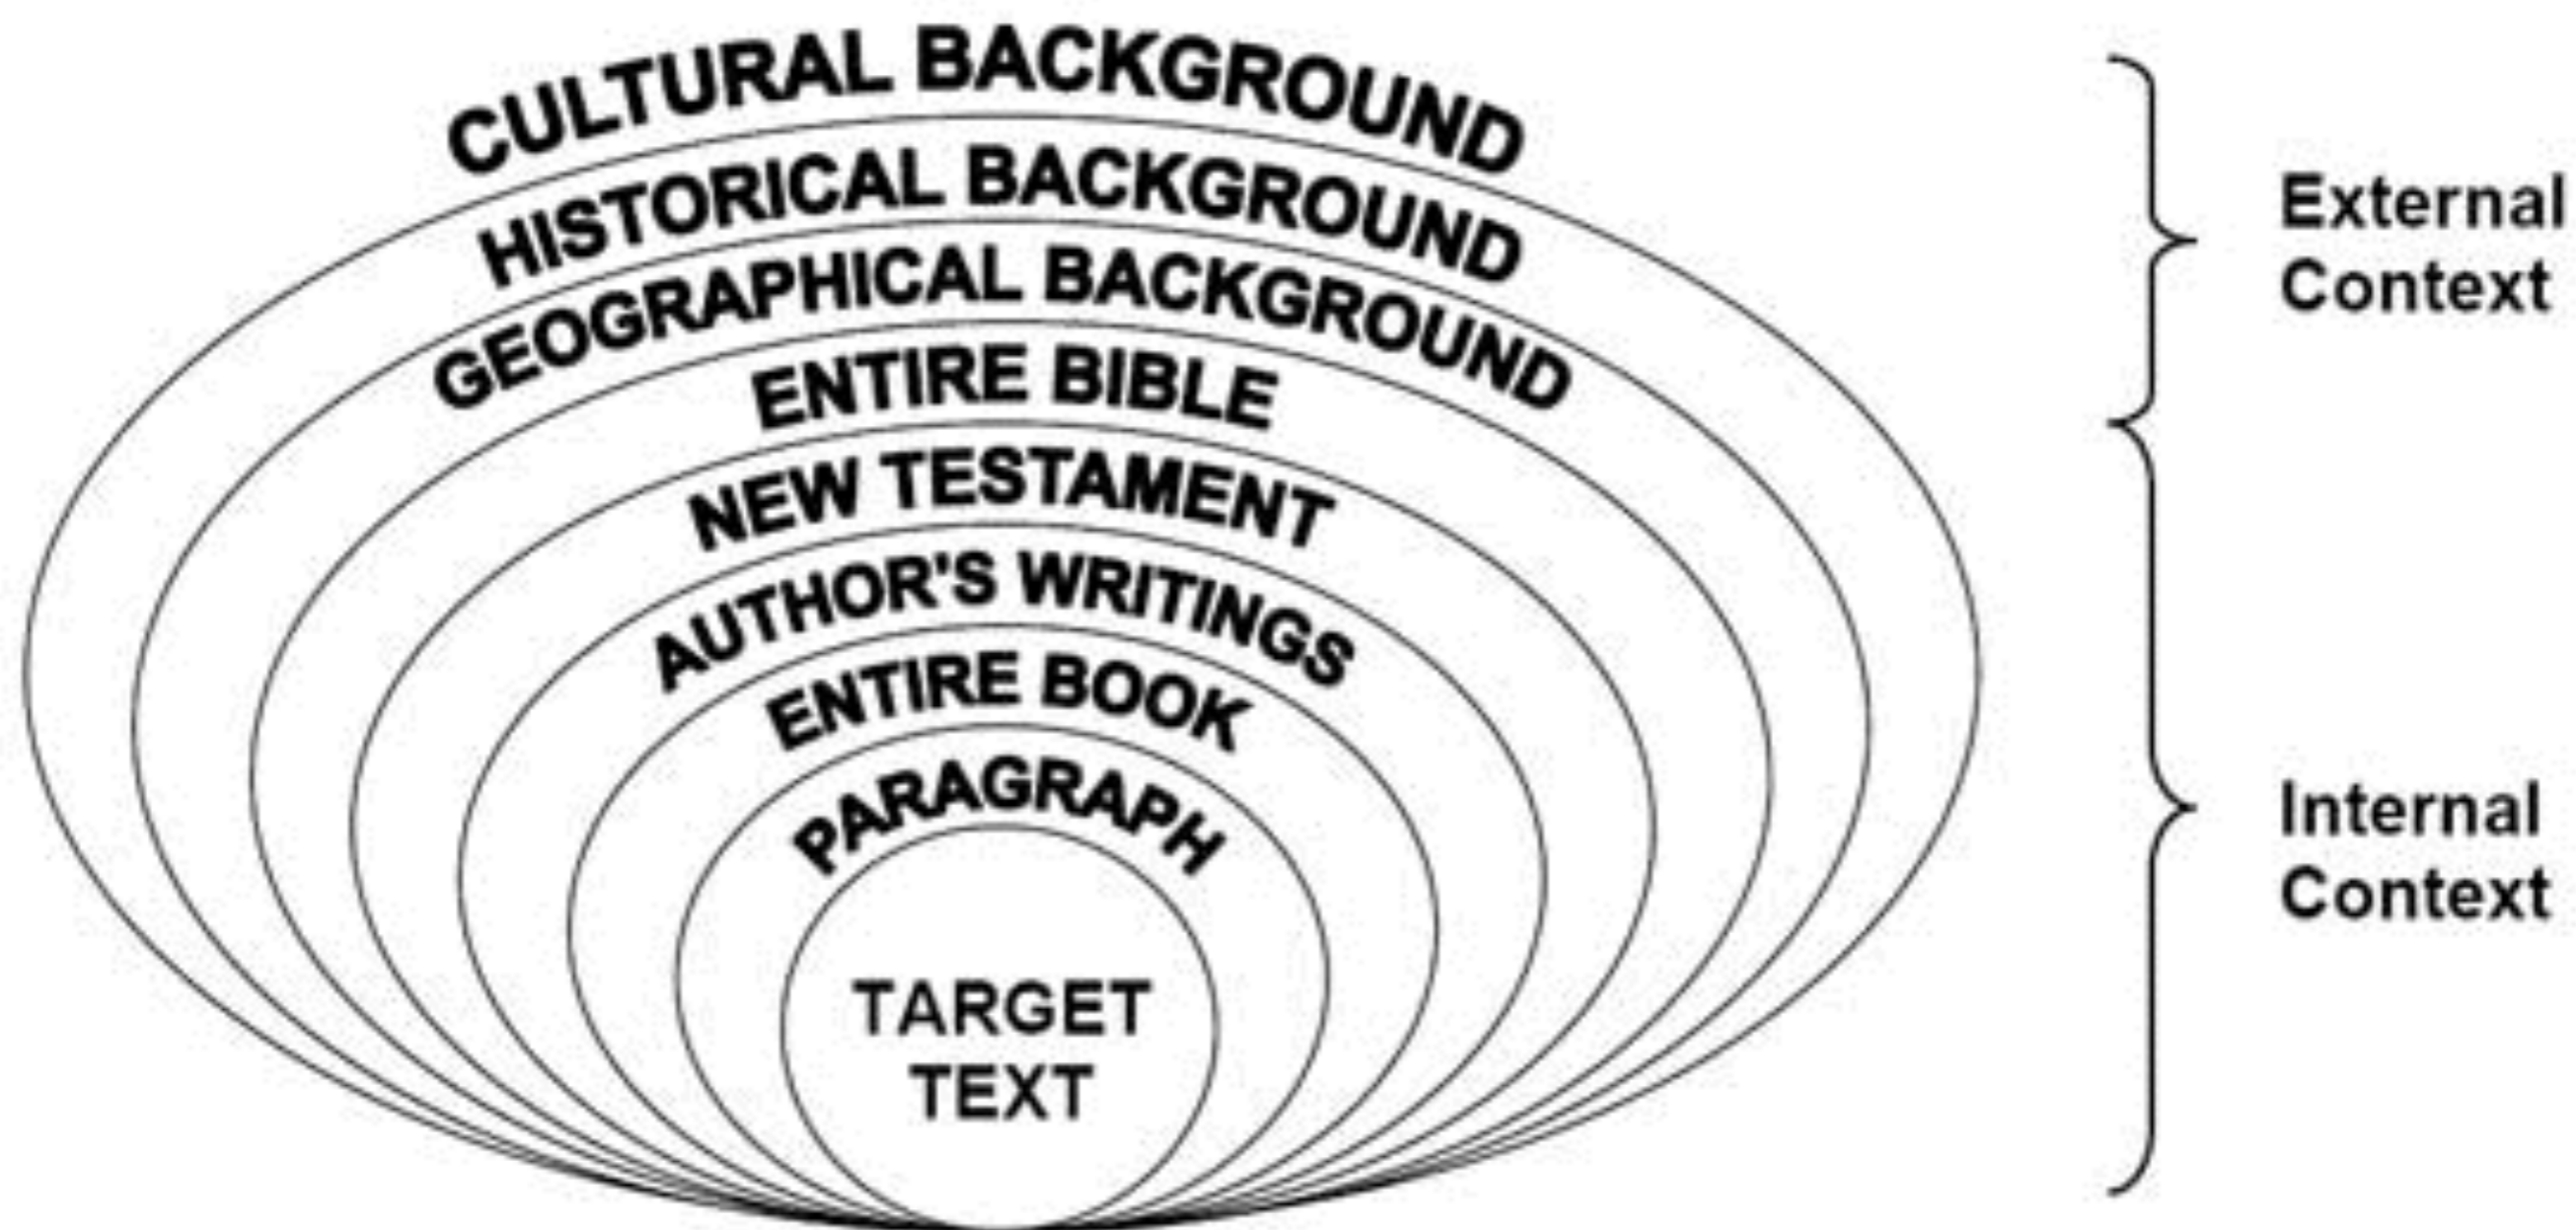 CULTURAL BACKGROUND
HISTORICAL BACKGROUND
GEOGRAPHICAL BACKGROUND
ENTIRE BIBLE
NEW TESTAMENT
AUTHOR'S WRITINGS
ENTIRE BOOK
PARAGRAPH
TARGET
TEXT
External
Context
Internal
Context